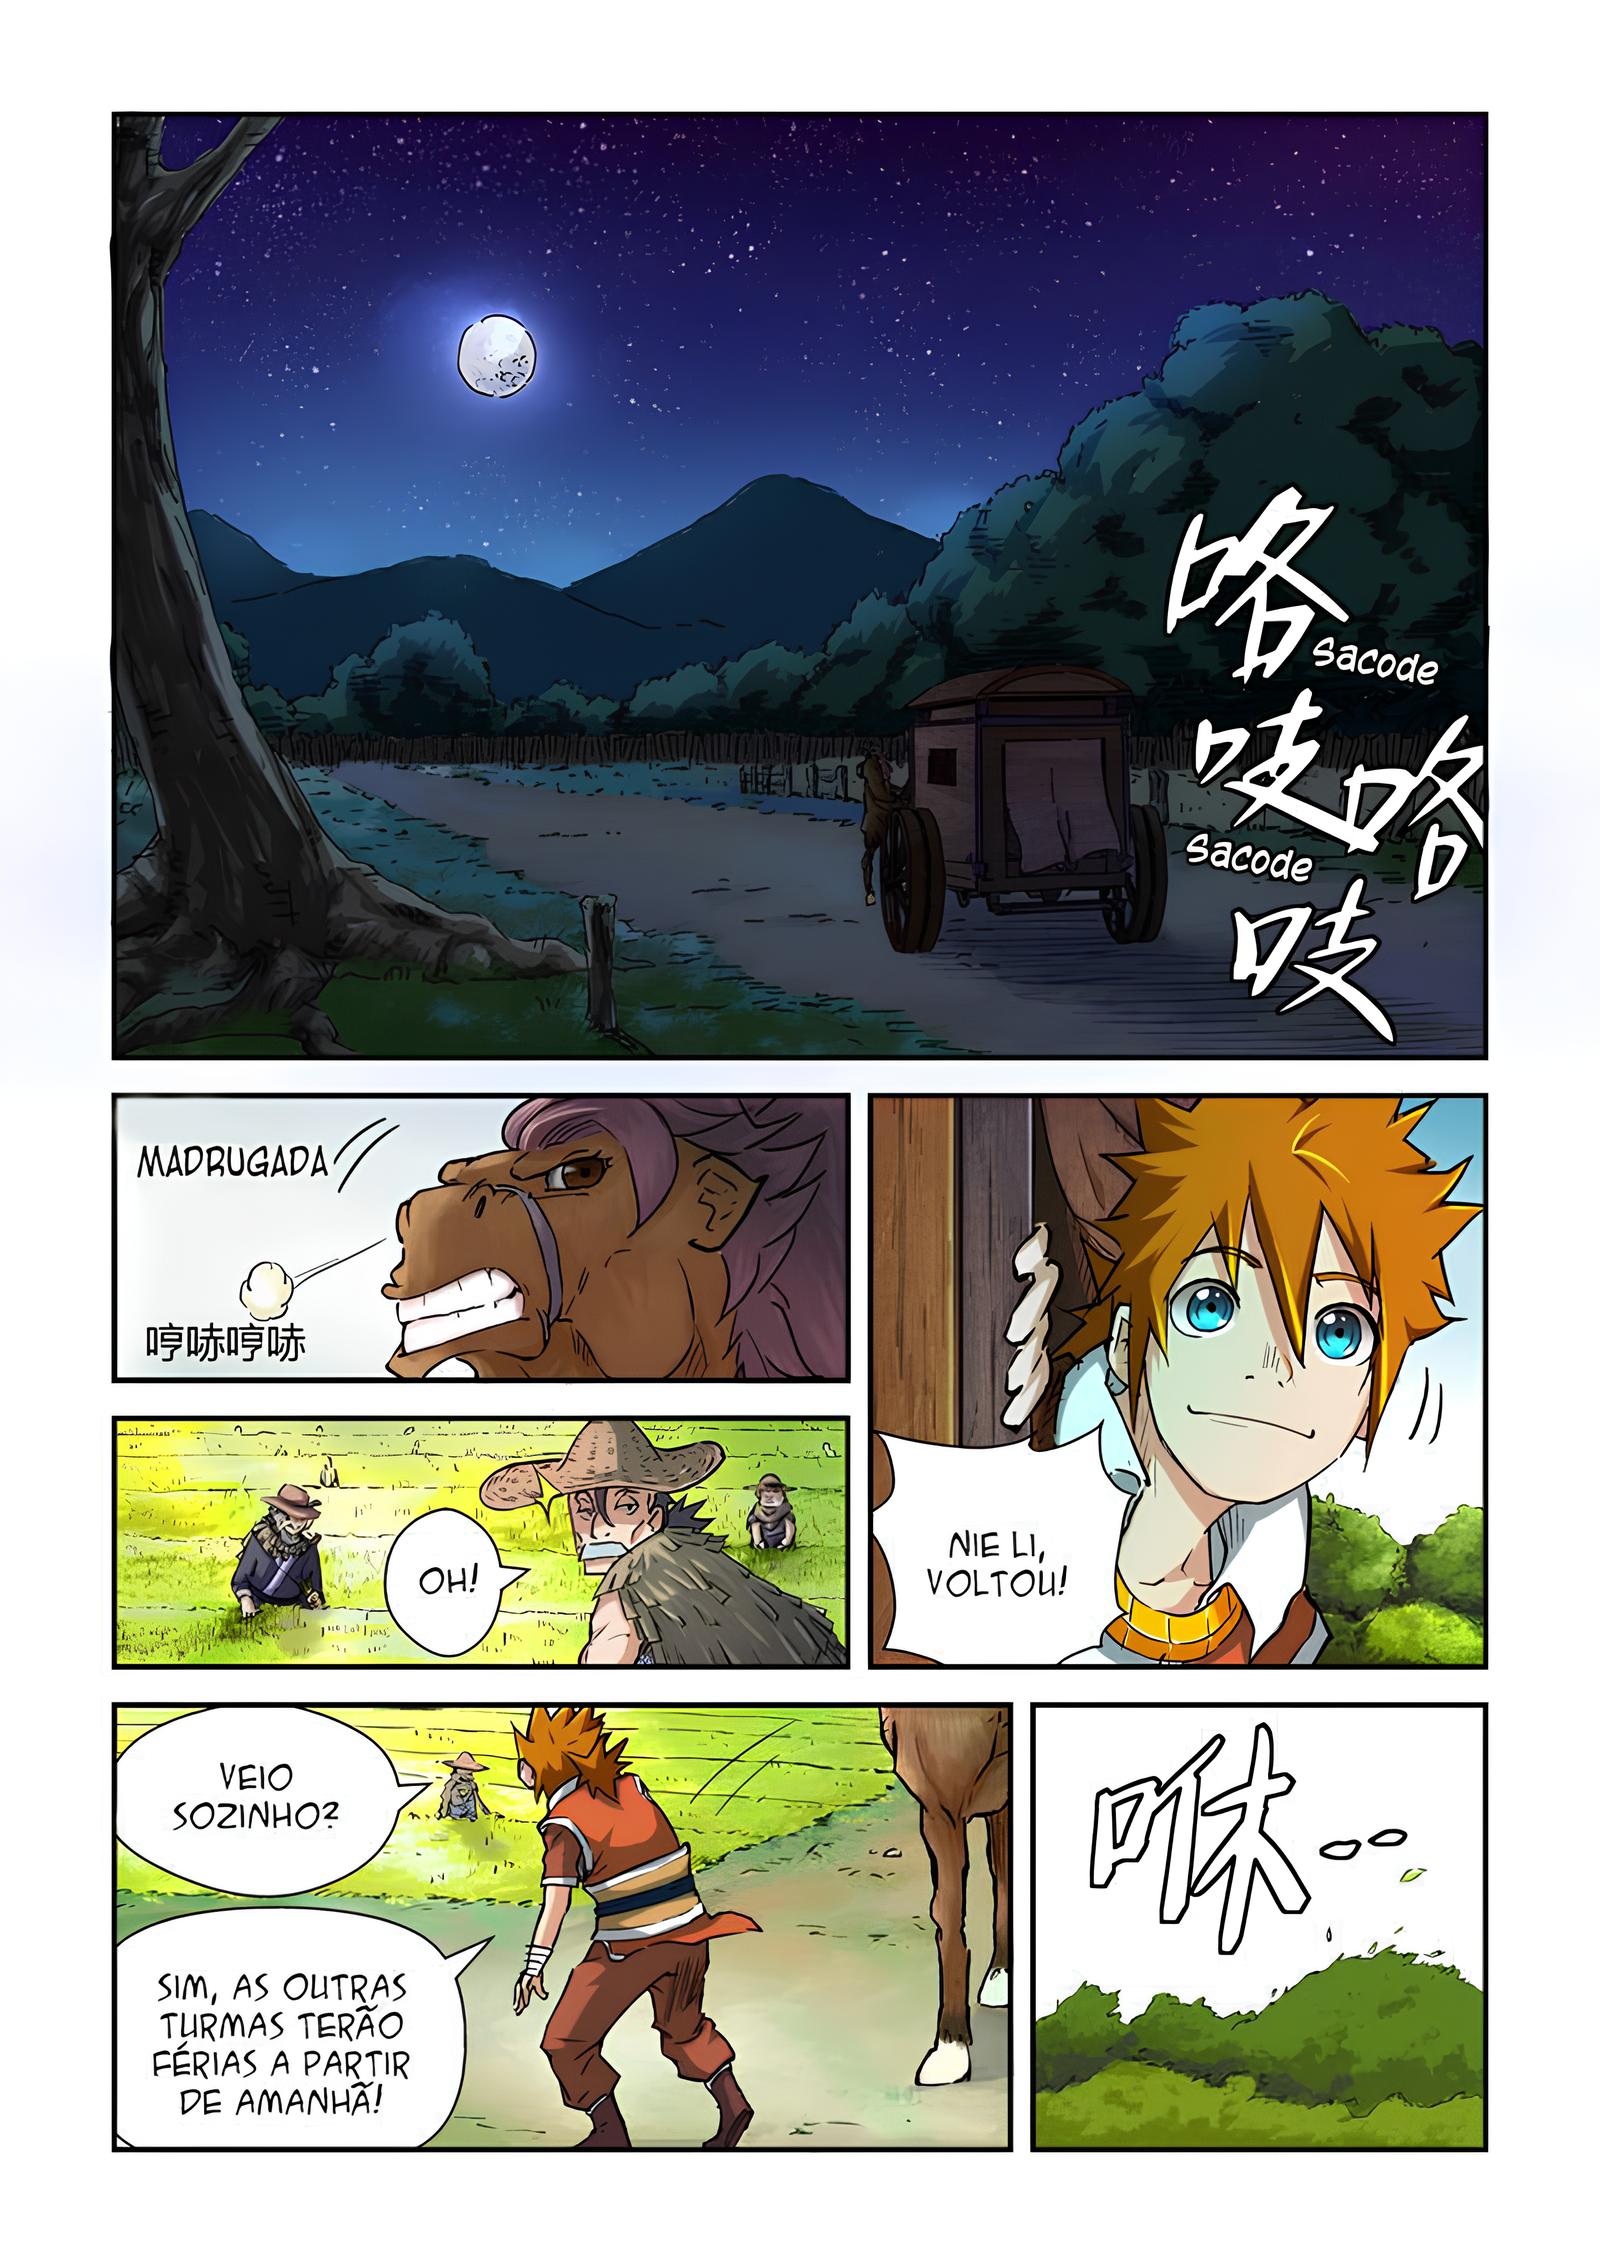 咯
sacode
吱
咯
sacode
吱
MADRUGADA
哼哧哼哧
NIE LI,
VOLTOU!
OH!
VEIO
SOZINHO?
SIM, AS OUTRAS
TURMAS TERÃO
FÉRIAS A PARTIR
DE AMANHÃ!
咻